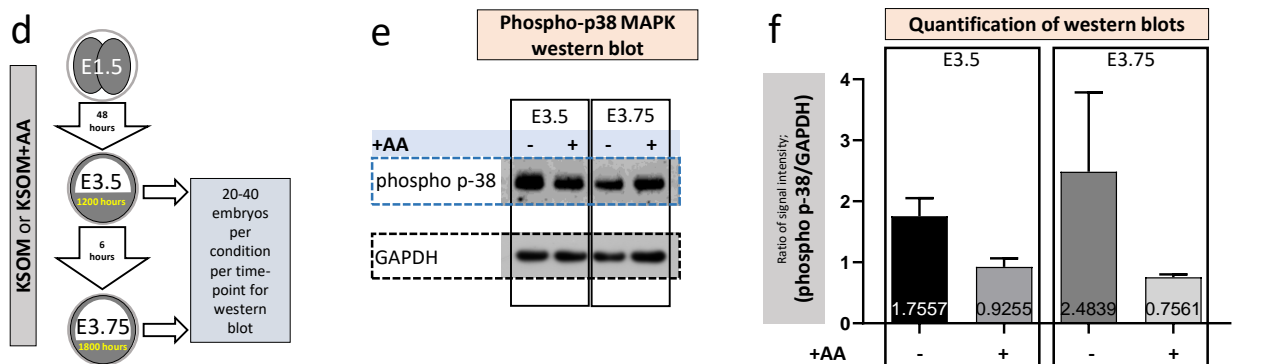 d
KSOM or KSOM+AA
E1.5
48
hours
E3.5
1200 hours
6
hours
E3.75
1800 hours
20-40
embryos
per
condition
per time-
point for
western
blot
e
Phospho-p38 MAPK
western blot
E3.5 E3.75
+AA - + - +
phospho p-38
GAPDH
f
Quantification of western blots
Ratio of signal intensity;
(phospho p-38/GAPDH)
E3.5 E3.75
4
3
2
1
0
1.7557 0.9255 2.4839 0.7561
+AA - + - +